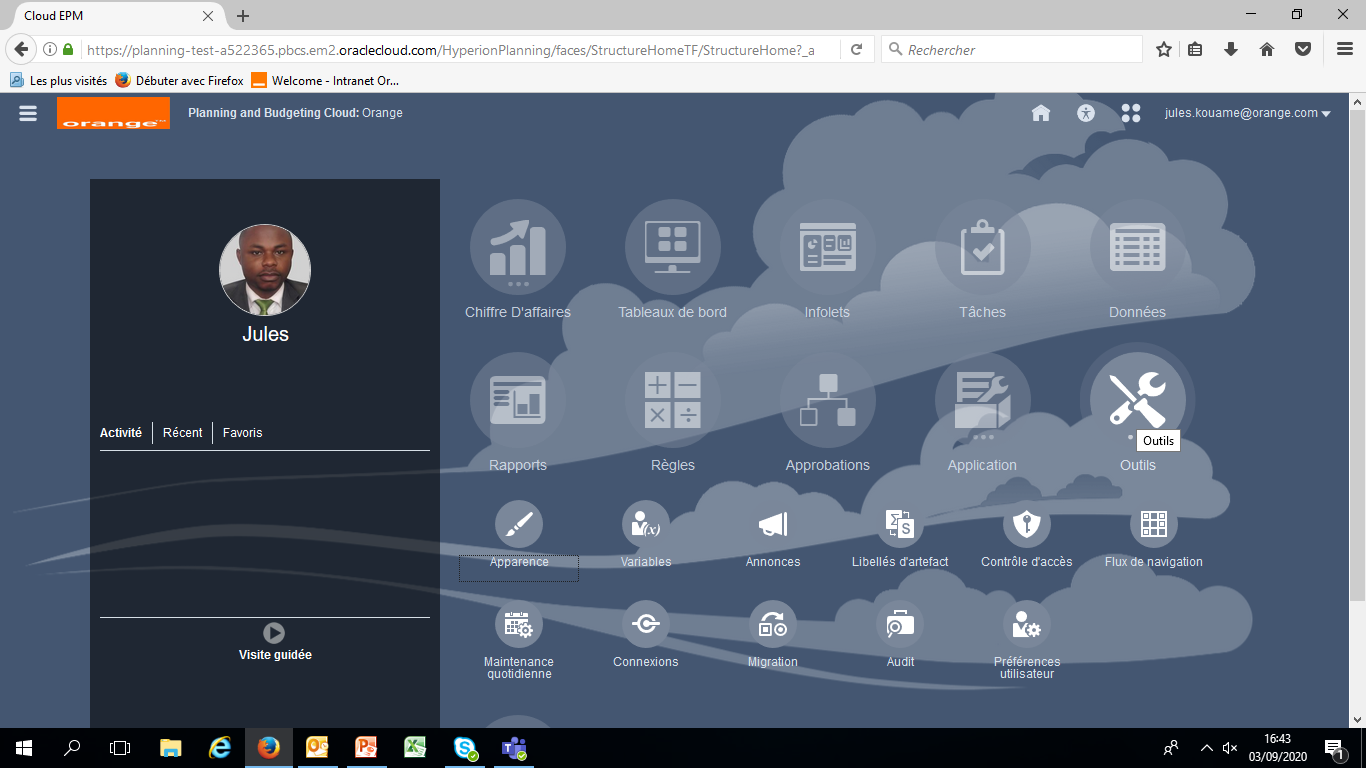 Cloud EPM
https://planning-test-a522365.pbcs.em2.oraclecloud.com/HyperionPlanning/faces/StructureHomeTF/StructureHome?_a
Rechercher
Les plus visités
Débuter avec Firefox
Welcome - Intranet Or...
orange
Planning and Budgeting Cloud: Orange
jules.kouame@orange.com
Jules
Activité
Récent
Favoris
Visite guidée
Chiffre D'affaires
Tableaux de bord
Infolets
Tâches
Données
Rapports
Règles
Approbations
Application
Outils
Outils
Apparence
Variables
Annonces
Libellés d'artefact
Contrôle d'accès
Flux de navigation
Maintenance
quotidienne
Connexions
Migration
Audit
Préférences
utilisateur
16:43
03/09/2020
1